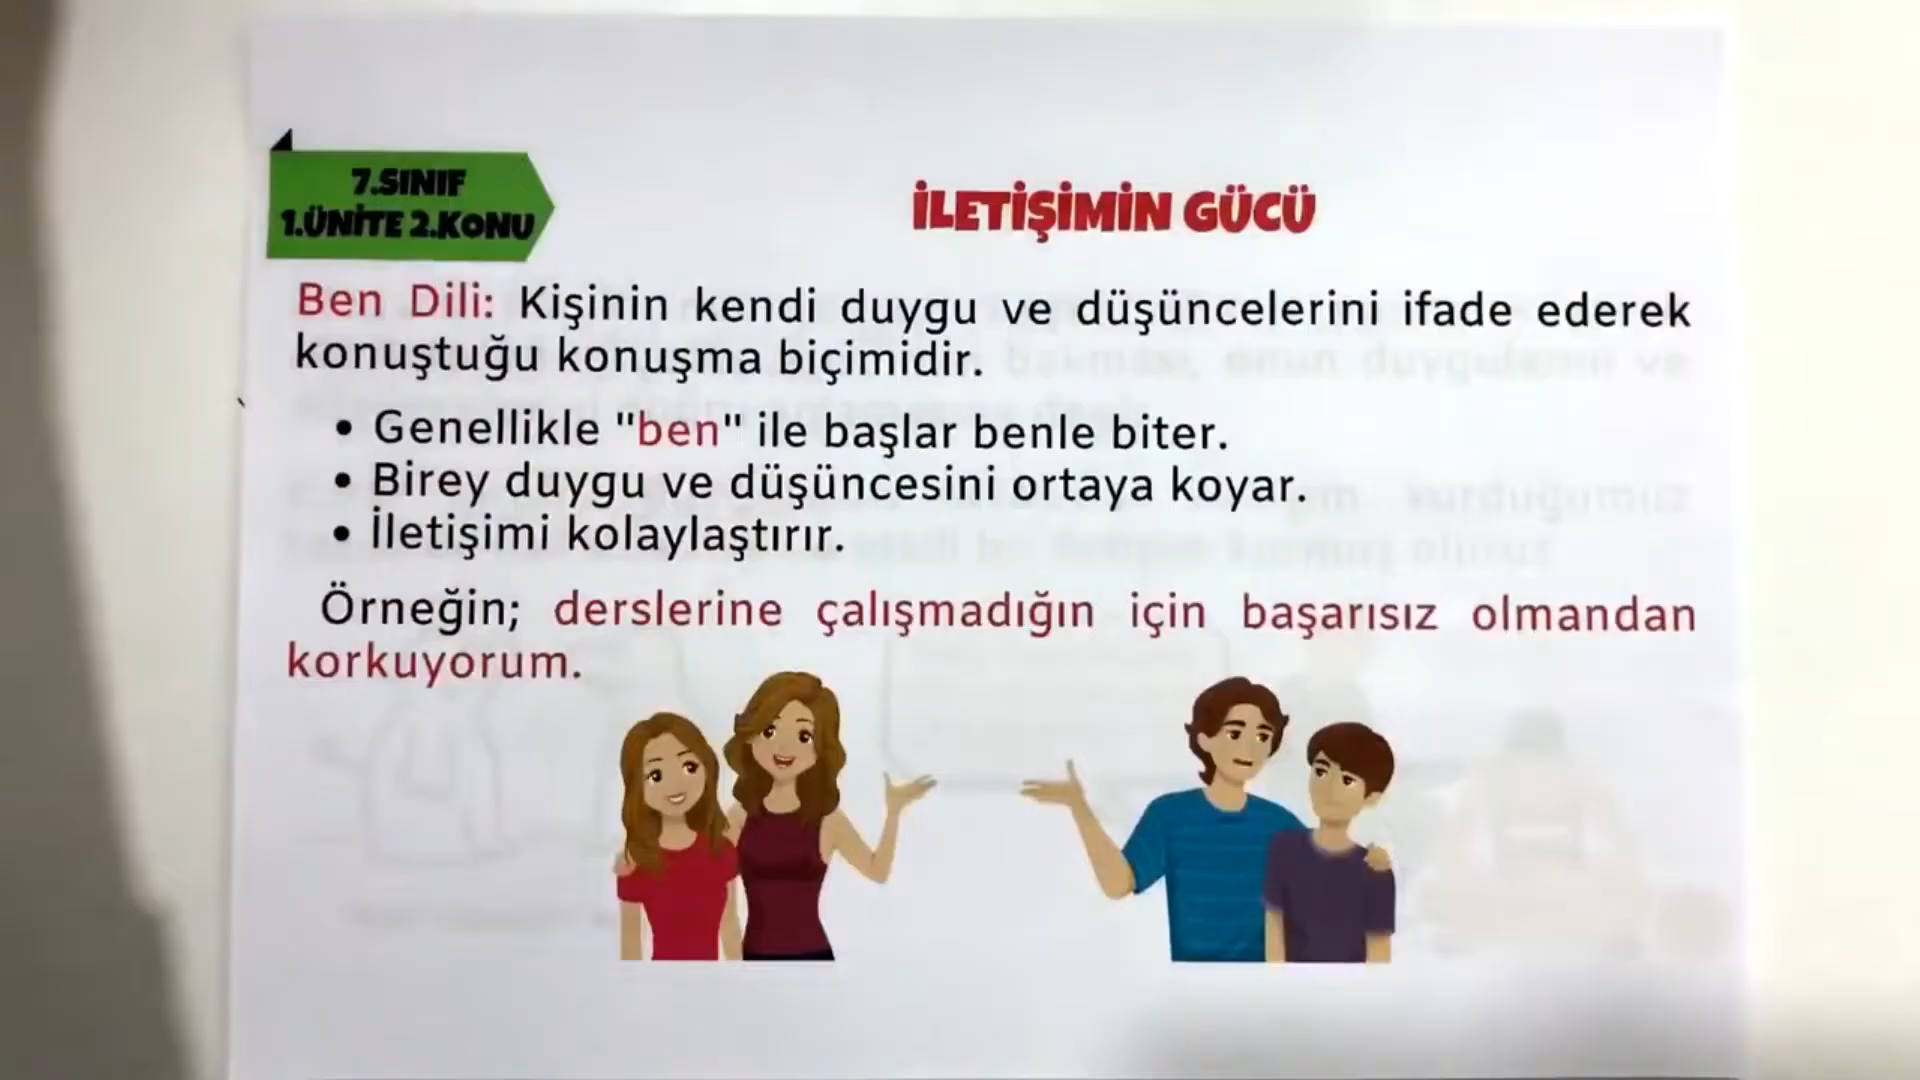 7.SINIF
1.ÜNİTE 2.KONU
İLETİŞİMİN GÜCÜ
Ben Dili: Kişinin kendi duygu ve düşüncelerini ifade ederek
konuştuğu konuşma biçimidir.
• Genellikle "ben" ile başlar benle biter.
• Birey duygu ve düşüncesini ortaya koyar.
• İletişimi kolaylaştırır.
Örneğin; derslerine çalışmadığın için başarısız olmandan
korkuyorum.